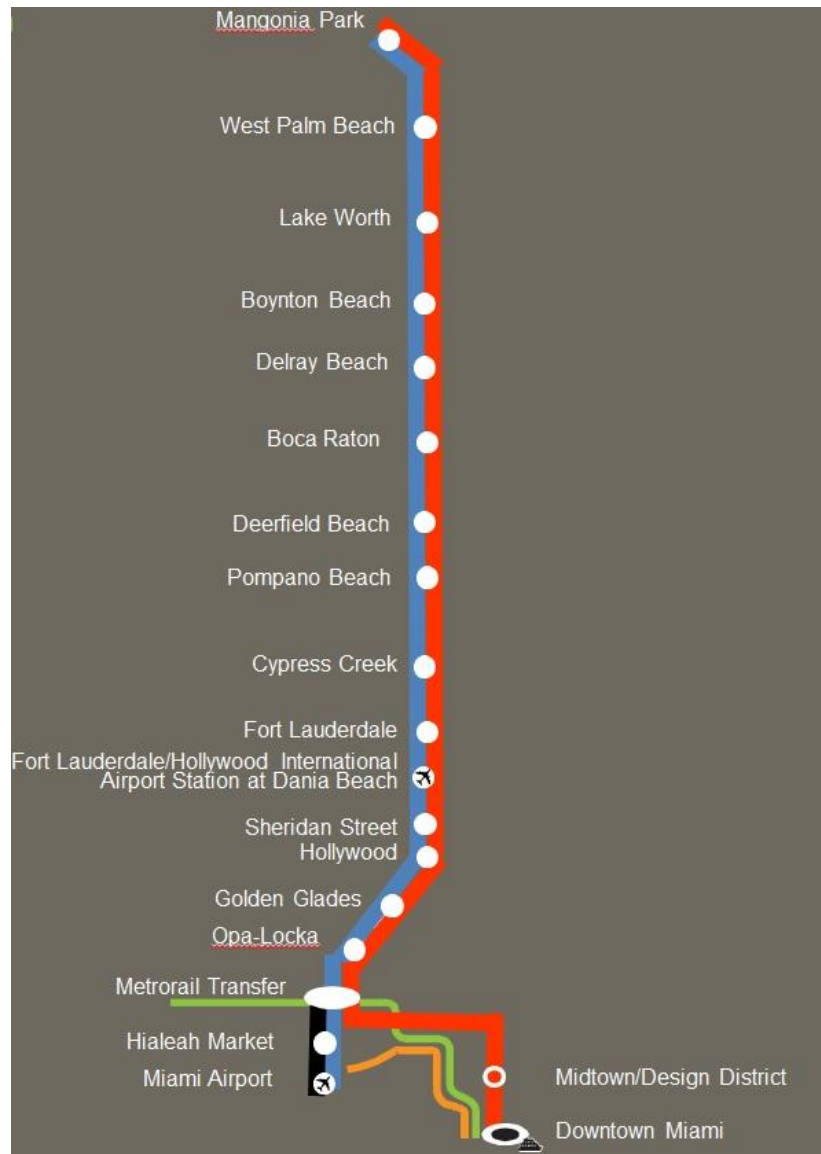 Mangonia Park
West Palm Beach
Lake Worth
Boynton Beach
Delray Beach
Boca Raton
Deerfield Beach
Pompano Beach
Cypress Creek
Fort Lauderdale
Fort Lauderdale/Hollywood International
Airport Station at Dania Beach
Sheridan Street
Hollywood
Golden Glades
Opa-Locka
Metrorail Transfer
Hialeah Market
Miami Airport
Midtown/Design District
Downtown Miami